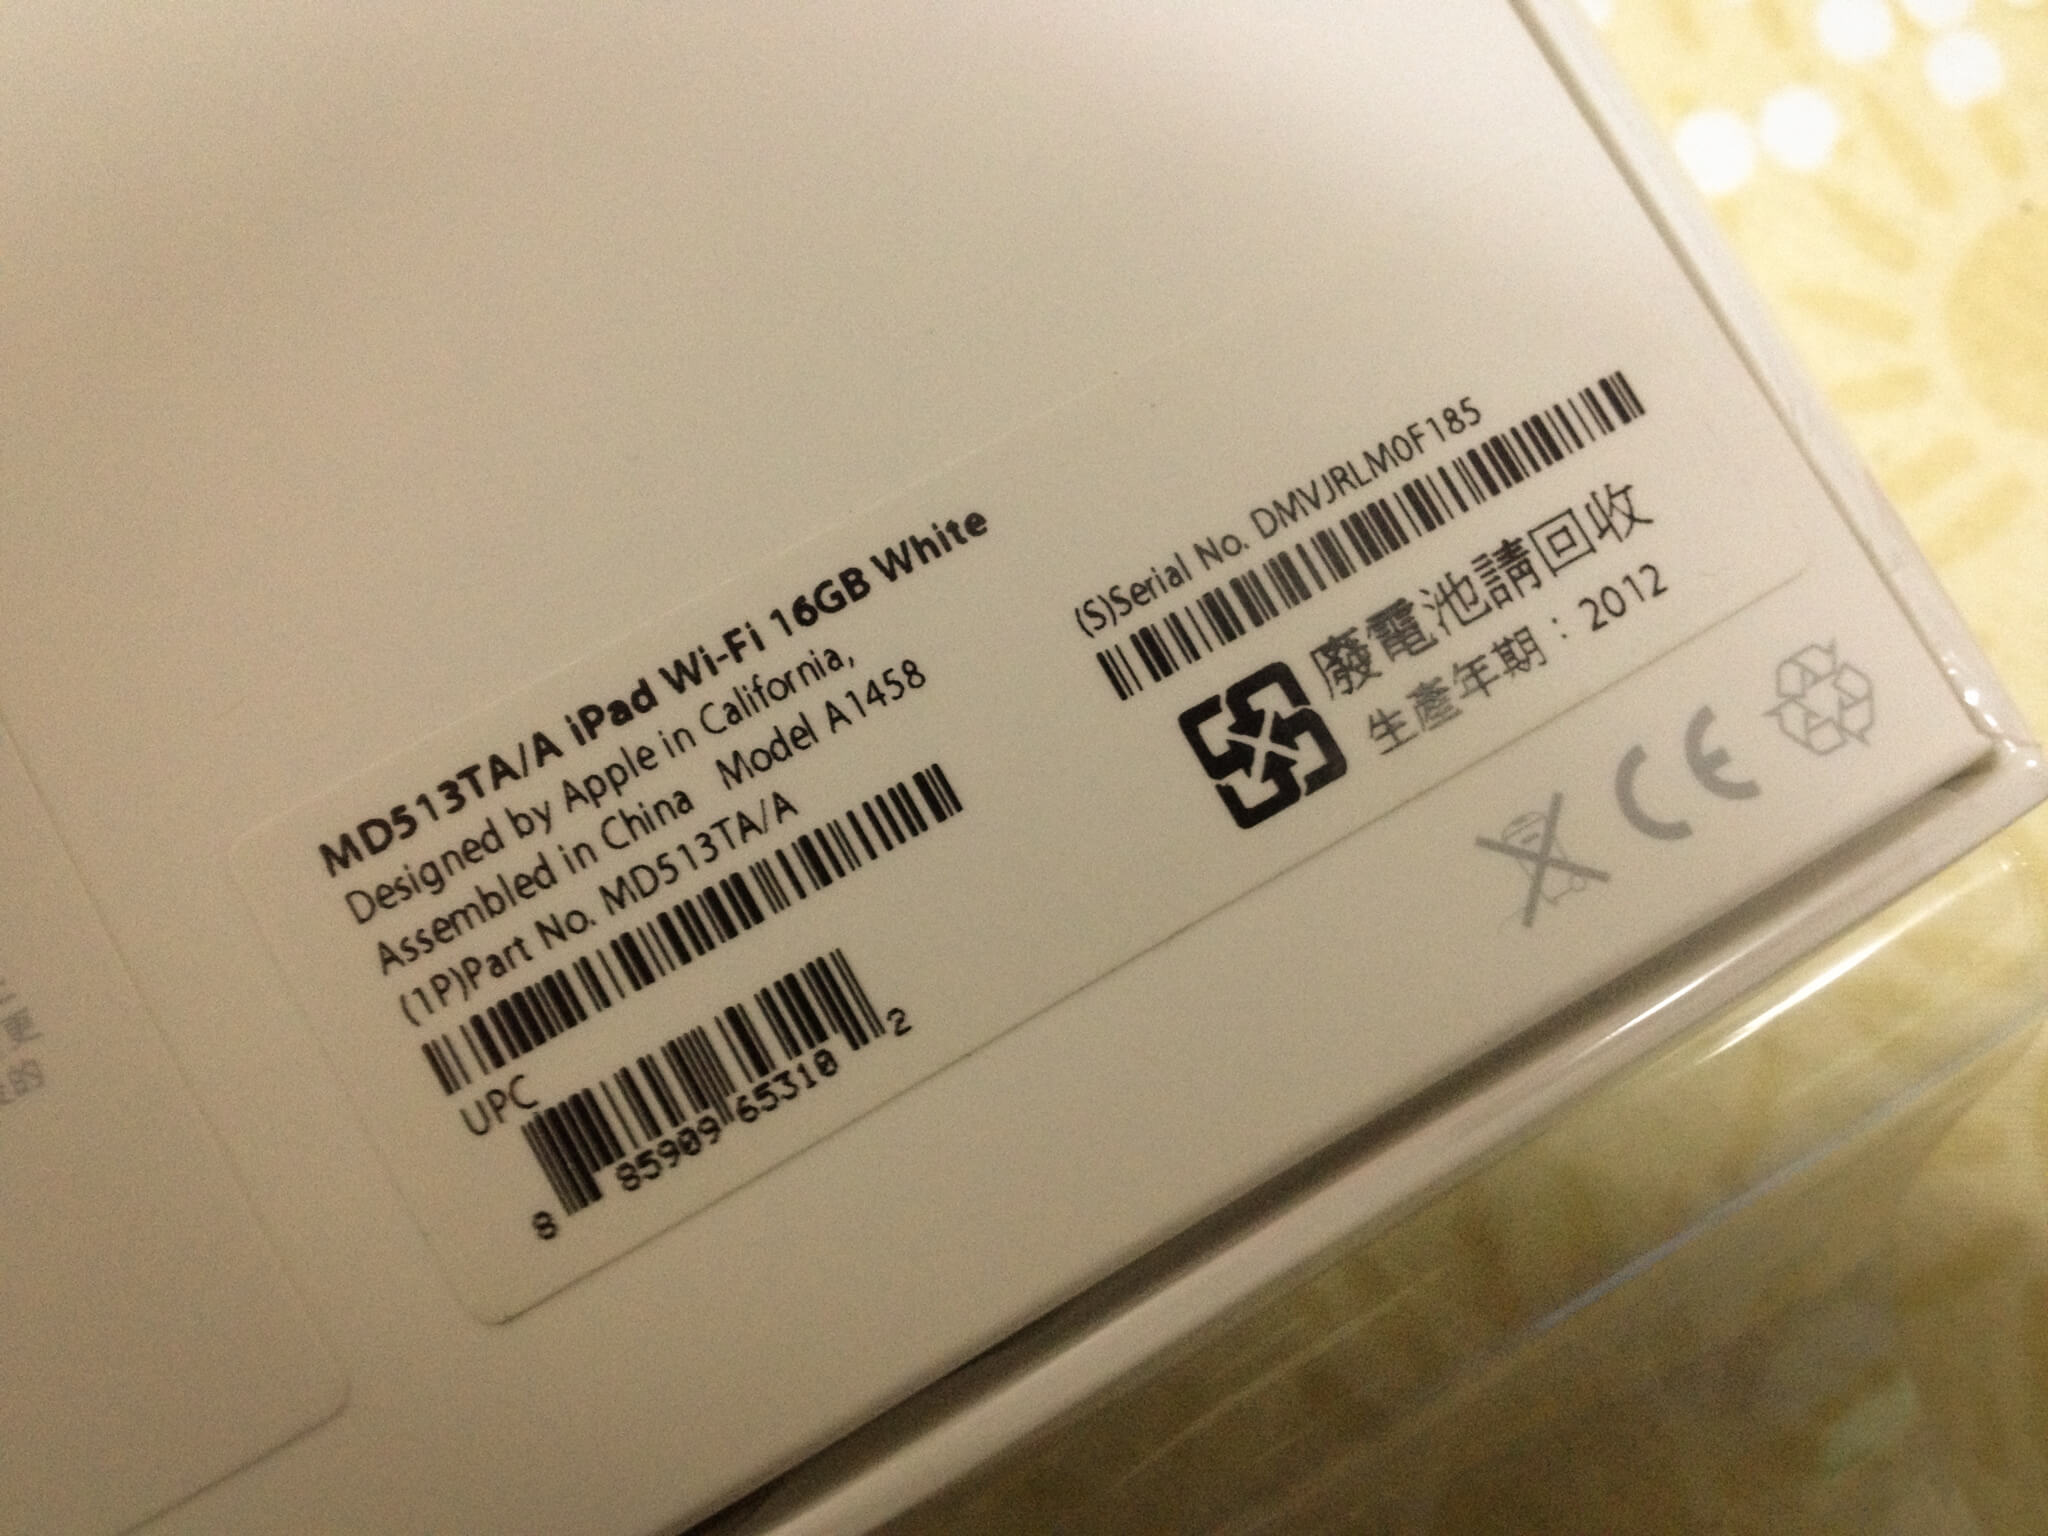 MD513TA/A iPad Wi-Fi 16GB White
Designed by Apple in California,
Assembled in China Model A1458
(1P)Part No. MD513TA/A
UPC
8 85909 65310 2
(S)Serial No. DMVJRLM0F185
廢電池請回收
生產年期：2012
CE